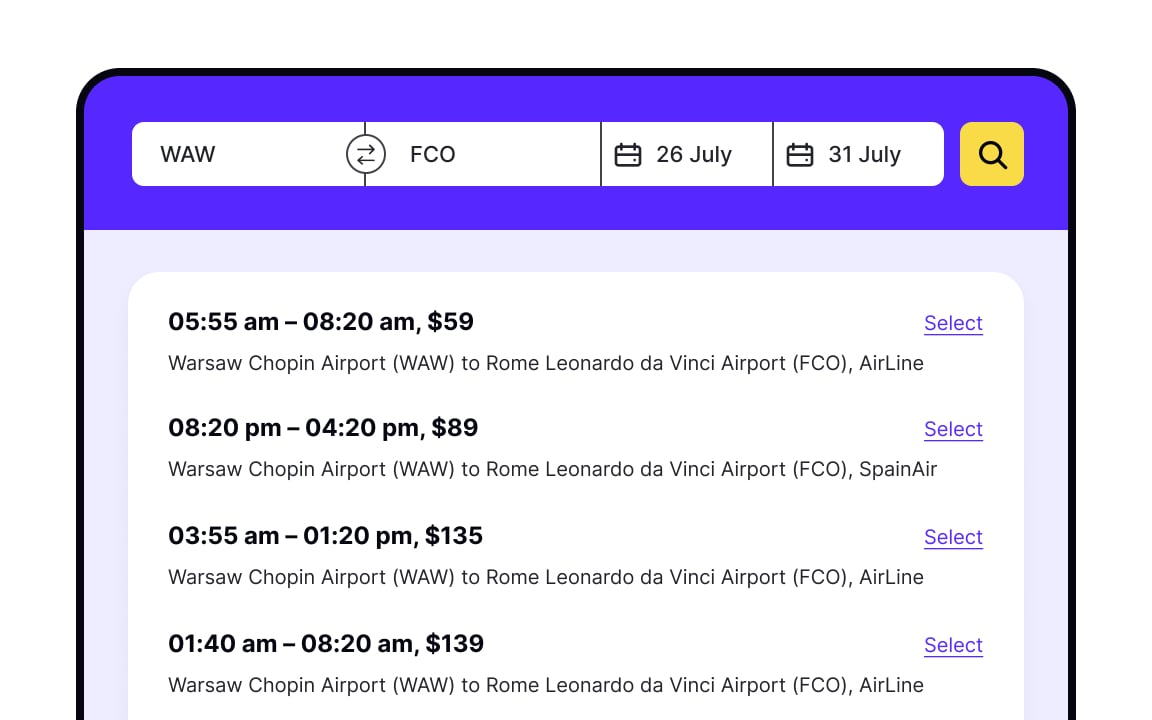 WAW FCO 26 July 31 July
05:55 am – 08:20 am, $59 Select
Warsaw Chopin Airport (WAW) to Rome Leonardo da Vinci Airport (FCO), AirLine
08:20 pm – 04:20 pm, $89 Select
Warsaw Chopin Airport (WAW) to Rome Leonardo da Vinci Airport (FCO), SpainAir
03:55 am – 01:20 pm, $135 Select
Warsaw Chopin Airport (WAW) to Rome Leonardo da Vinci Airport (FCO), AirLine
01:40 am – 08:20 am, $139 Select
Warsaw Chopin Airport (WAW) to Rome Leonardo da Vinci Airport (FCO), AirLine